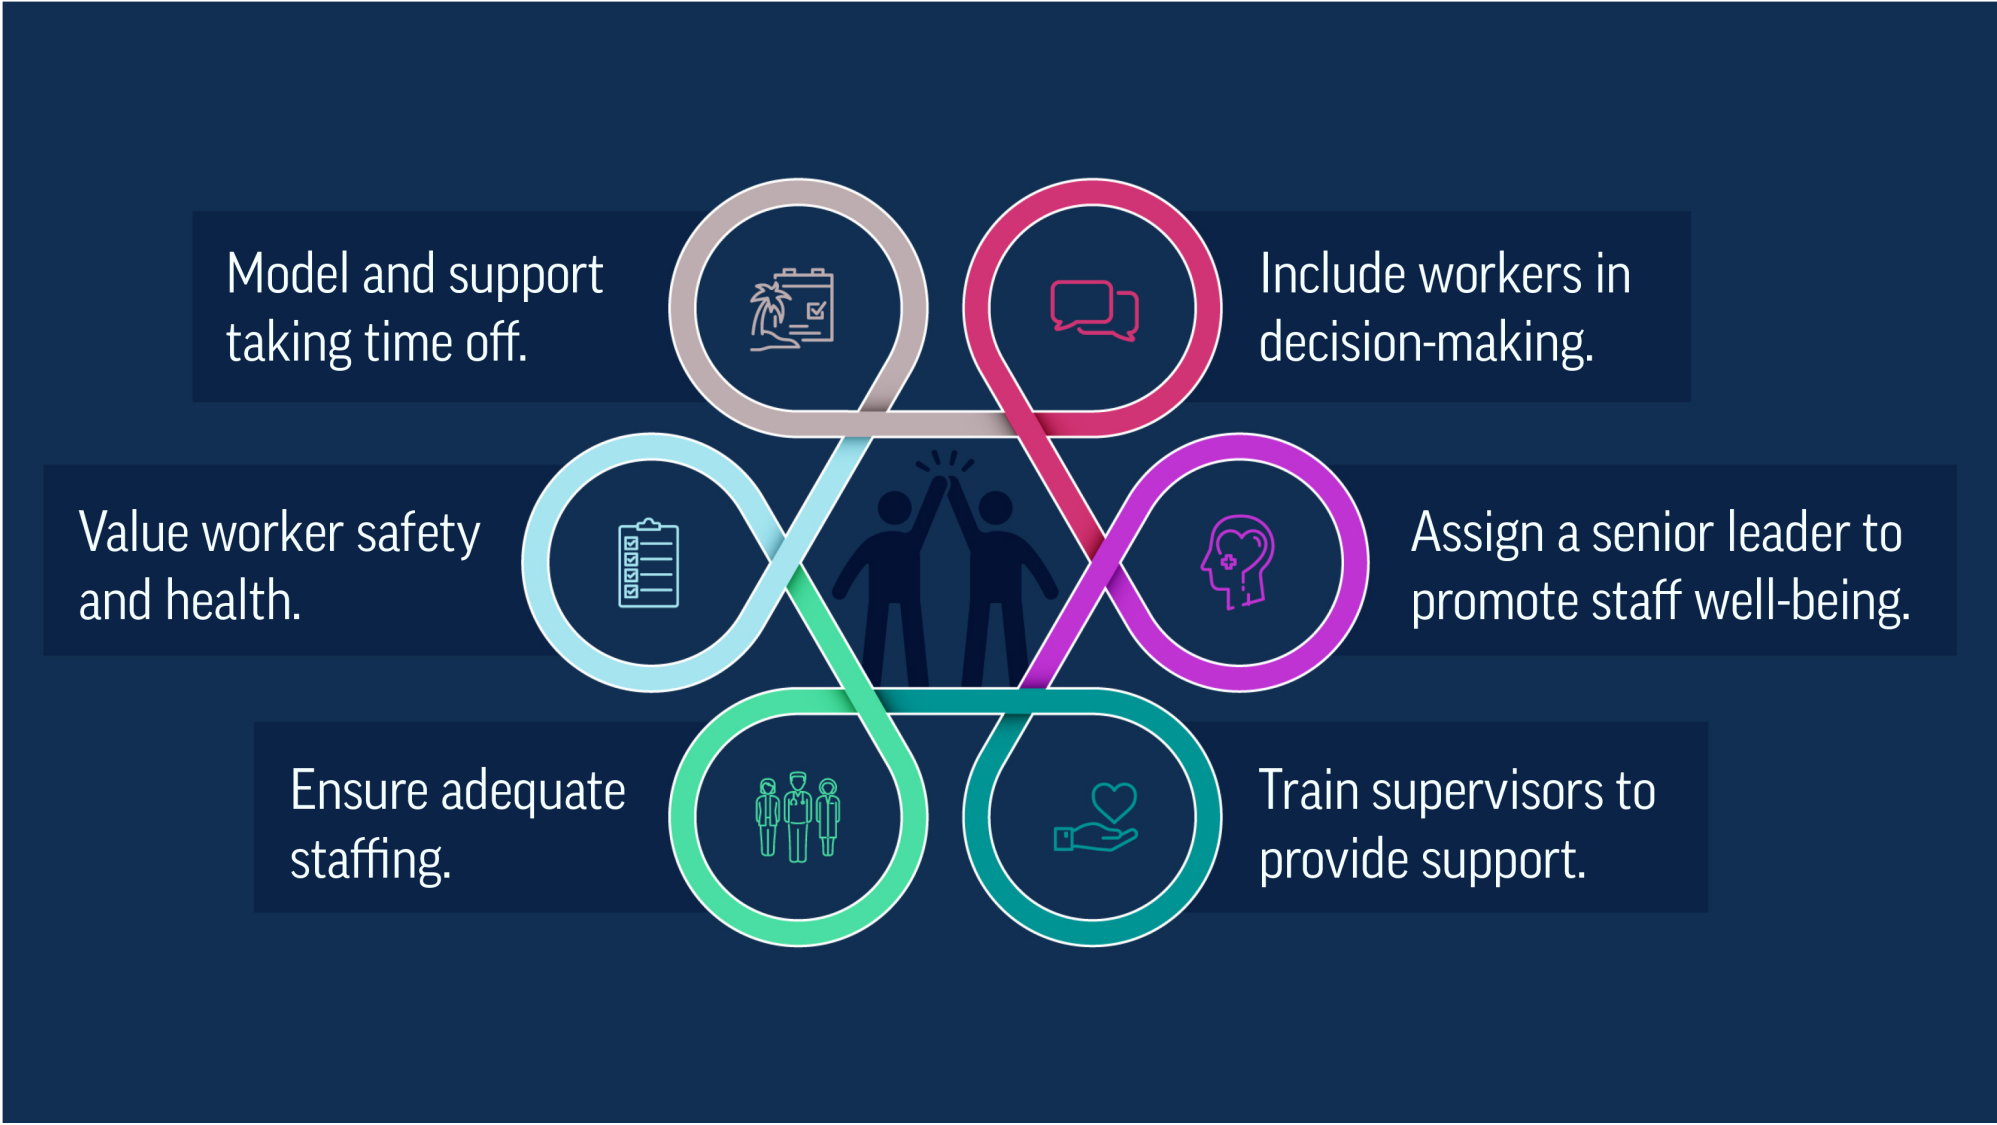 Model and support
taking time off.
Include workers in
decision-making.
Value worker safety
and health.
Assign a senior leader to
promote staff well-being.
Ensure adequate
staffing.
Train supervisors to
provide support.